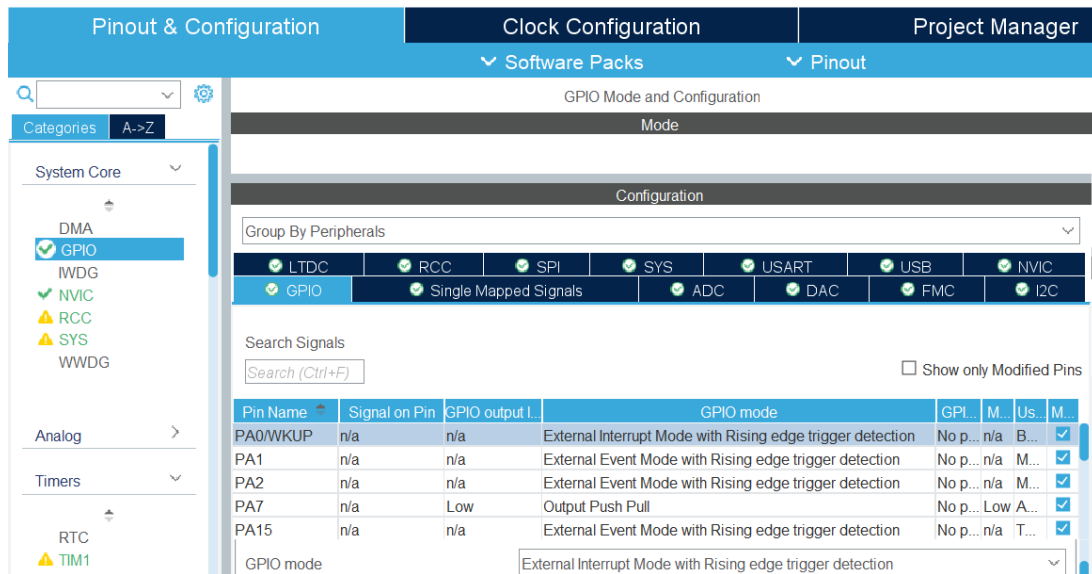 Pinout & Configuration Clock Configuration Project Manager
Software Packs Pinout
GPIO Mode and Configuration
Categories A->Z
Mode
System Core
Configuration
DMA
GPIO
IWDG
NVIC
RCC
SYS
WWDG
Analog
Timers
RTC
TIM1
Group By Peripherals
LTDC RCC SPI SYS USART USB NVIC
GPIO Single Mapped Signals ADC DAC FMC I2C
Search Signals
Search (Ctrl+F)
Show only Modified Pins
Pin Name Signal on Pin GPIO output l... GPIO mode GPI... M... Us... M...
PA0/WKUP n/a n/a External Interrupt Mode with Rising edge trigger detection No p... n/a B...
PA1 n/a n/a External Event Mode with Rising edge trigger detection No p... n/a M...
PA2 n/a n/a External Event Mode with Rising edge trigger detection No p... n/a M...
PA7 n/a Low Output Push Pull No p... Low A...
PA15 n/a n/a External Event Mode with Rising edge trigger detection No p... n/a T...
GPIO mode External Interrupt Mode with Rising edge trigger detection